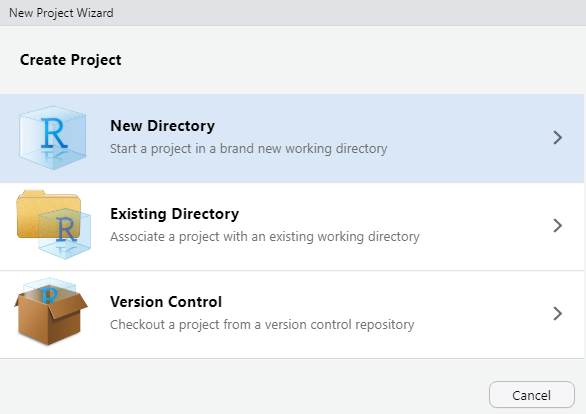 New Project Wizard
Create Project
R
New Directory
Start a project in a brand new working directory
R
Existing Directory
Associate a project with an existing working directory
R
Version Control
Checkout a project from a version control repository
Cancel